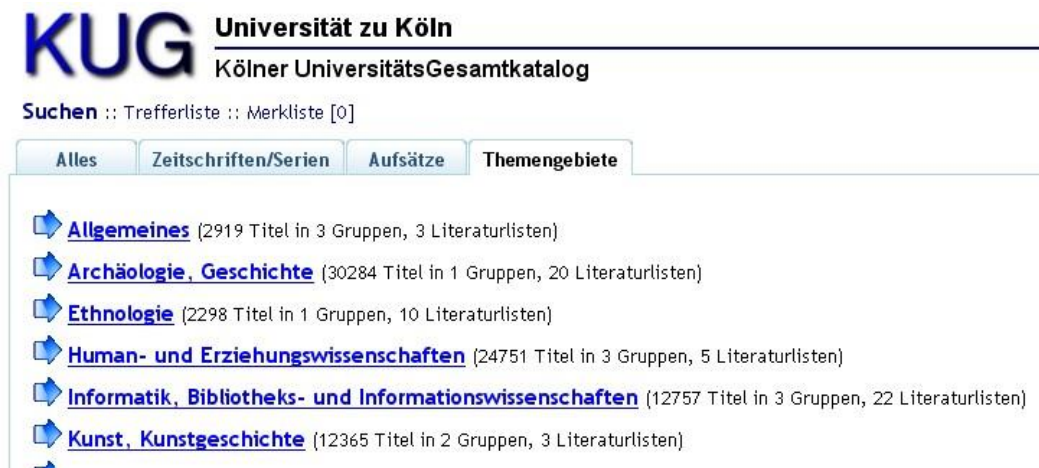 KUG
Universität zu Köln
Kölner UniversitätsGesamtkatalog
Suchen :: Trefferliste :: Merkliste [0]
Alles Zeitschriften/Serien Aufsätze Themengebiete
Allgemeines (2919 Titel in 3 Gruppen, 3 Literaturlisten)
Archäologie, Geschichte (30284 Titel in 1 Gruppen, 20 Literaturlisten)
Ethnologie (2298 Titel in 1 Gruppen, 10 Literaturlisten)
Human- und Erziehungswissenschaften (24751 Titel in 3 Gruppen, 5 Literaturlisten)
Informatik, Bibliotheks- und Informationswissenschaften (12757 Titel in 3 Gruppen, 22 Literaturlisten)
Kunst, Kunstgeschichte (12365 Titel in 2 Gruppen, 3 Literaturlisten)